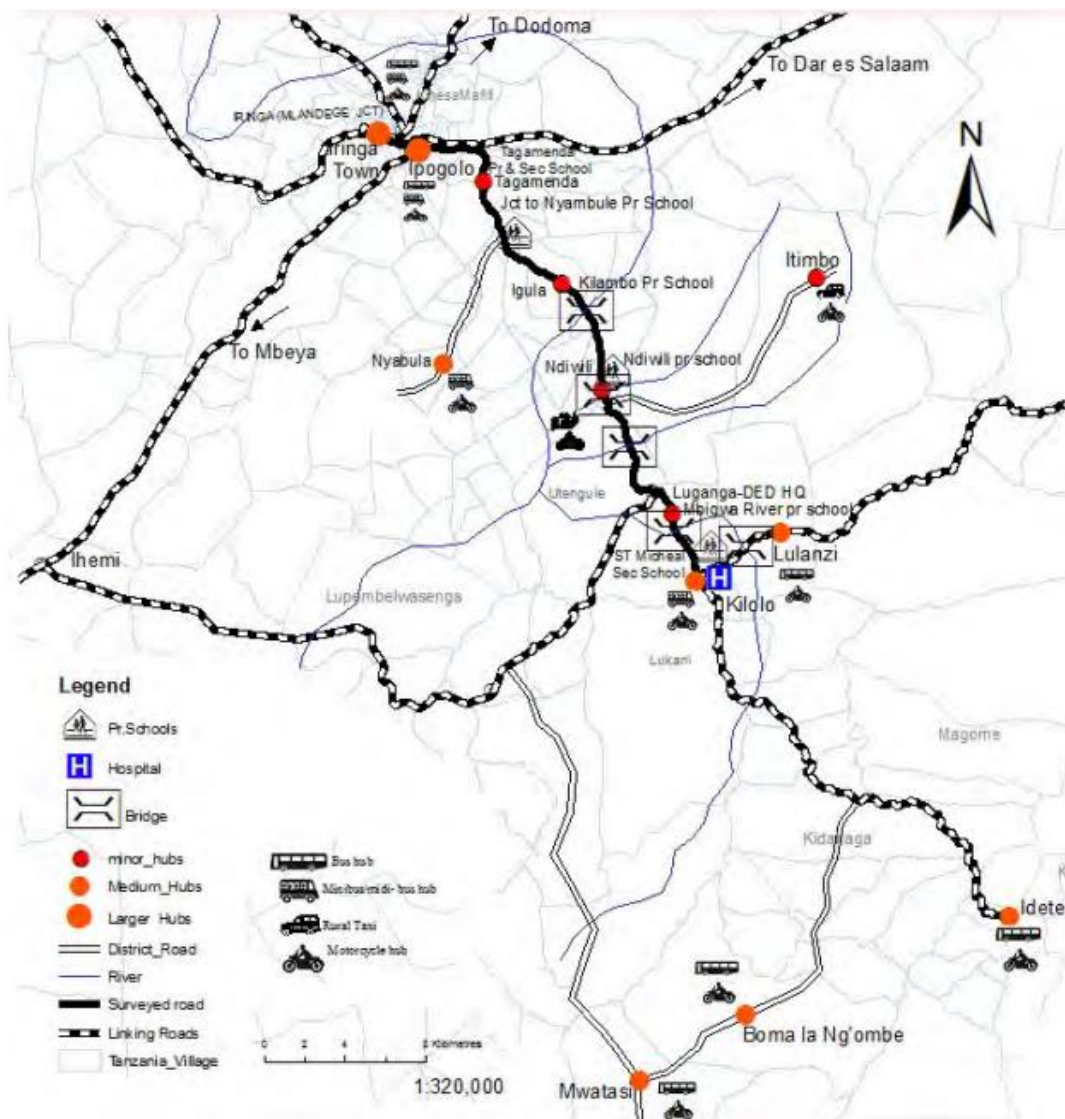 To Dodoma
To Dar es Salaam
N
IRINGA (MLANDEGE JCT)
Iringa
Town
Ipogolo
Tagamenda
Pr & Sec School
Tagamenda
Jct to Nyambule Pr School
Itimbo
Igula
Kilambo Pr School
To Mbeya
Nyabula
Ndiwili
Ndiwili pr school
Utengule
Luganga-DED HQ
Mbigwa River pr school
ST Micheal
Sec School
Lulanzi
H
Kilolo
Ihemi
Lupembelwasenga
Lukani
Magome
Idete
Boma la Ng'ombe
Mwatasi
Legend
Pr.Schools
H Hospital
Bridge
minor_hubs
Medium_Hubs
Larger_Hubs
District_Road
River
Surveyed road
Linking Roads
Tanzania_Village
Bus hub
Minibus/midi- bus hub
Rural Taxi
Motorcycle hub
0 2 4 8 Kilometres
1:320,000